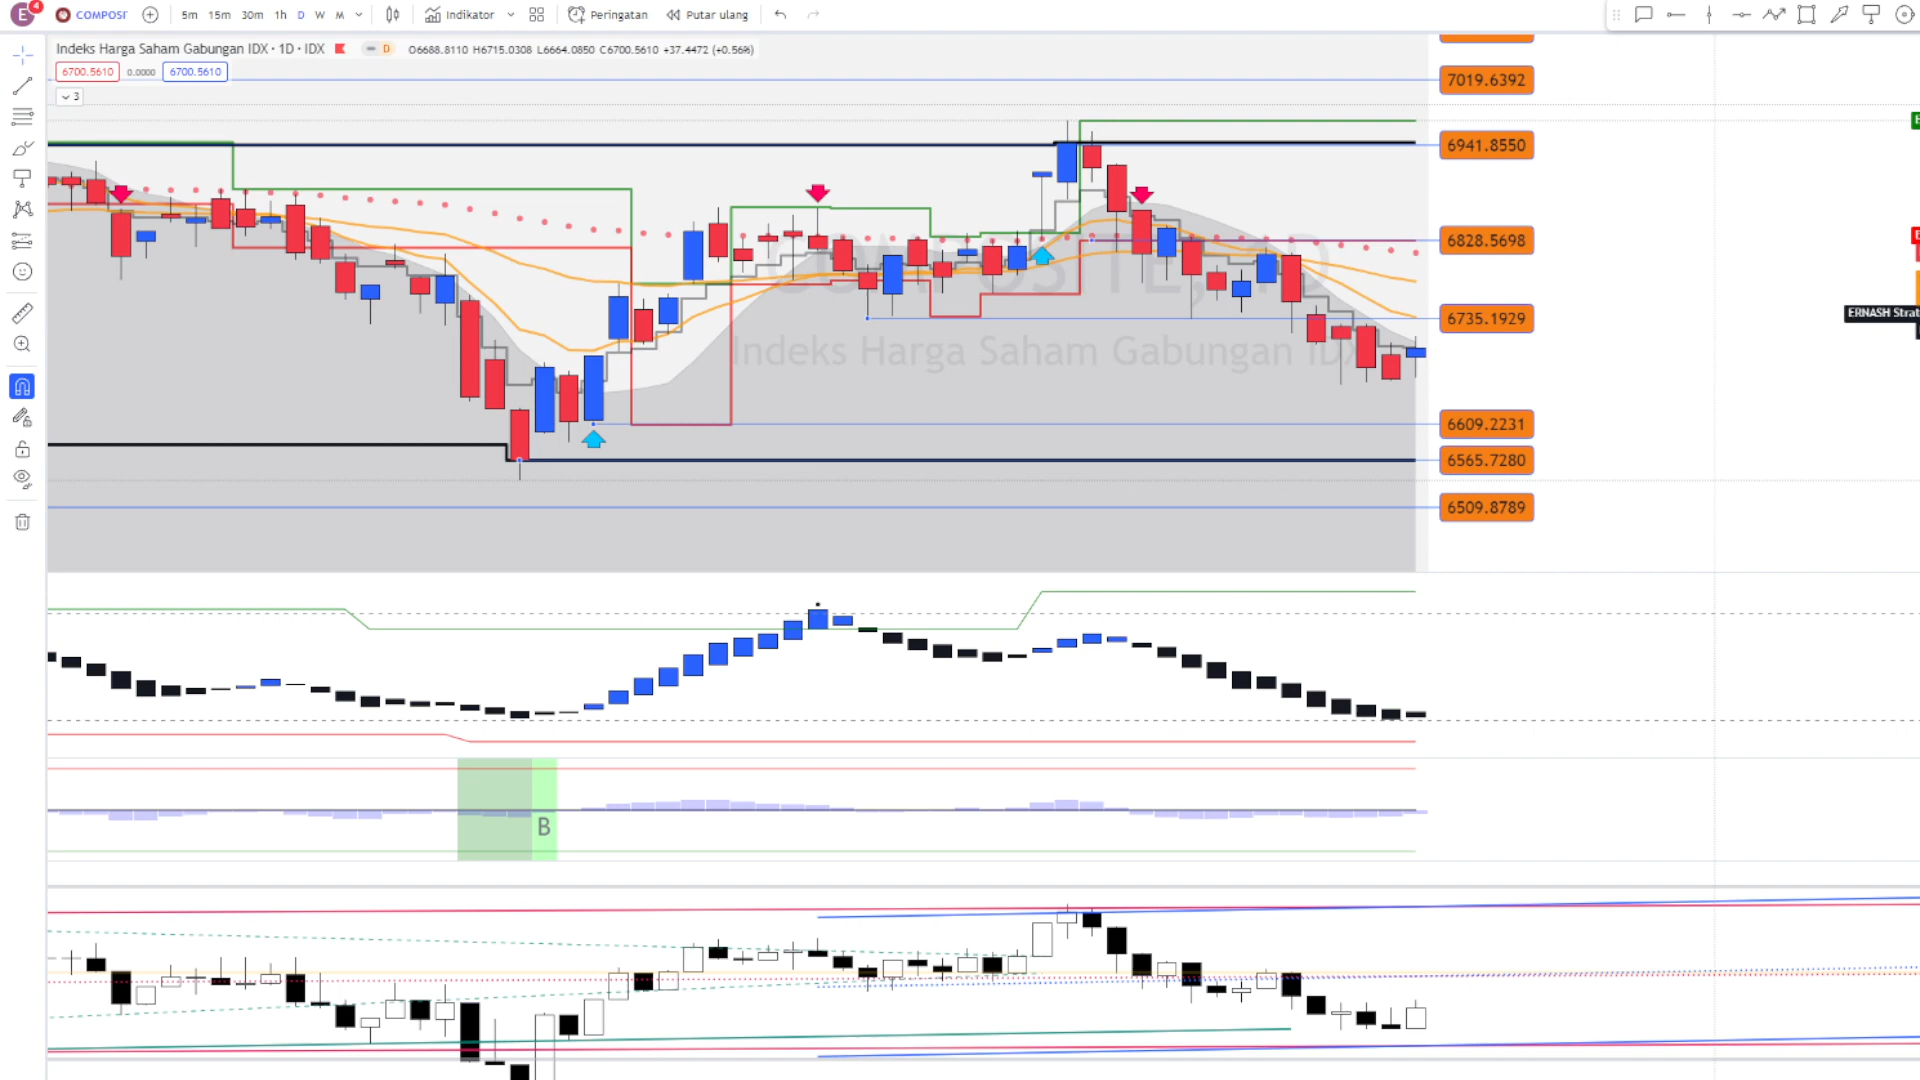 E 4 COMPOSI 5m 15m 30m 1h D W M Indikator Peringatan Putar ulang
Indeks Harga Saham Gabungan IDX · 1D · IDX D O6688.8110 H6715.0308 L6664.0850 C6700.5610 +37.4472 (+0.56%)
6700.5610 0.0000 6700.5610
3
7019.6392
6941.8550
6828.5698
6735.1929
ERNASH Strat
Indeks Harga Saham Gabungan IDX
6609.2231
6565.7280
6509.8789
B